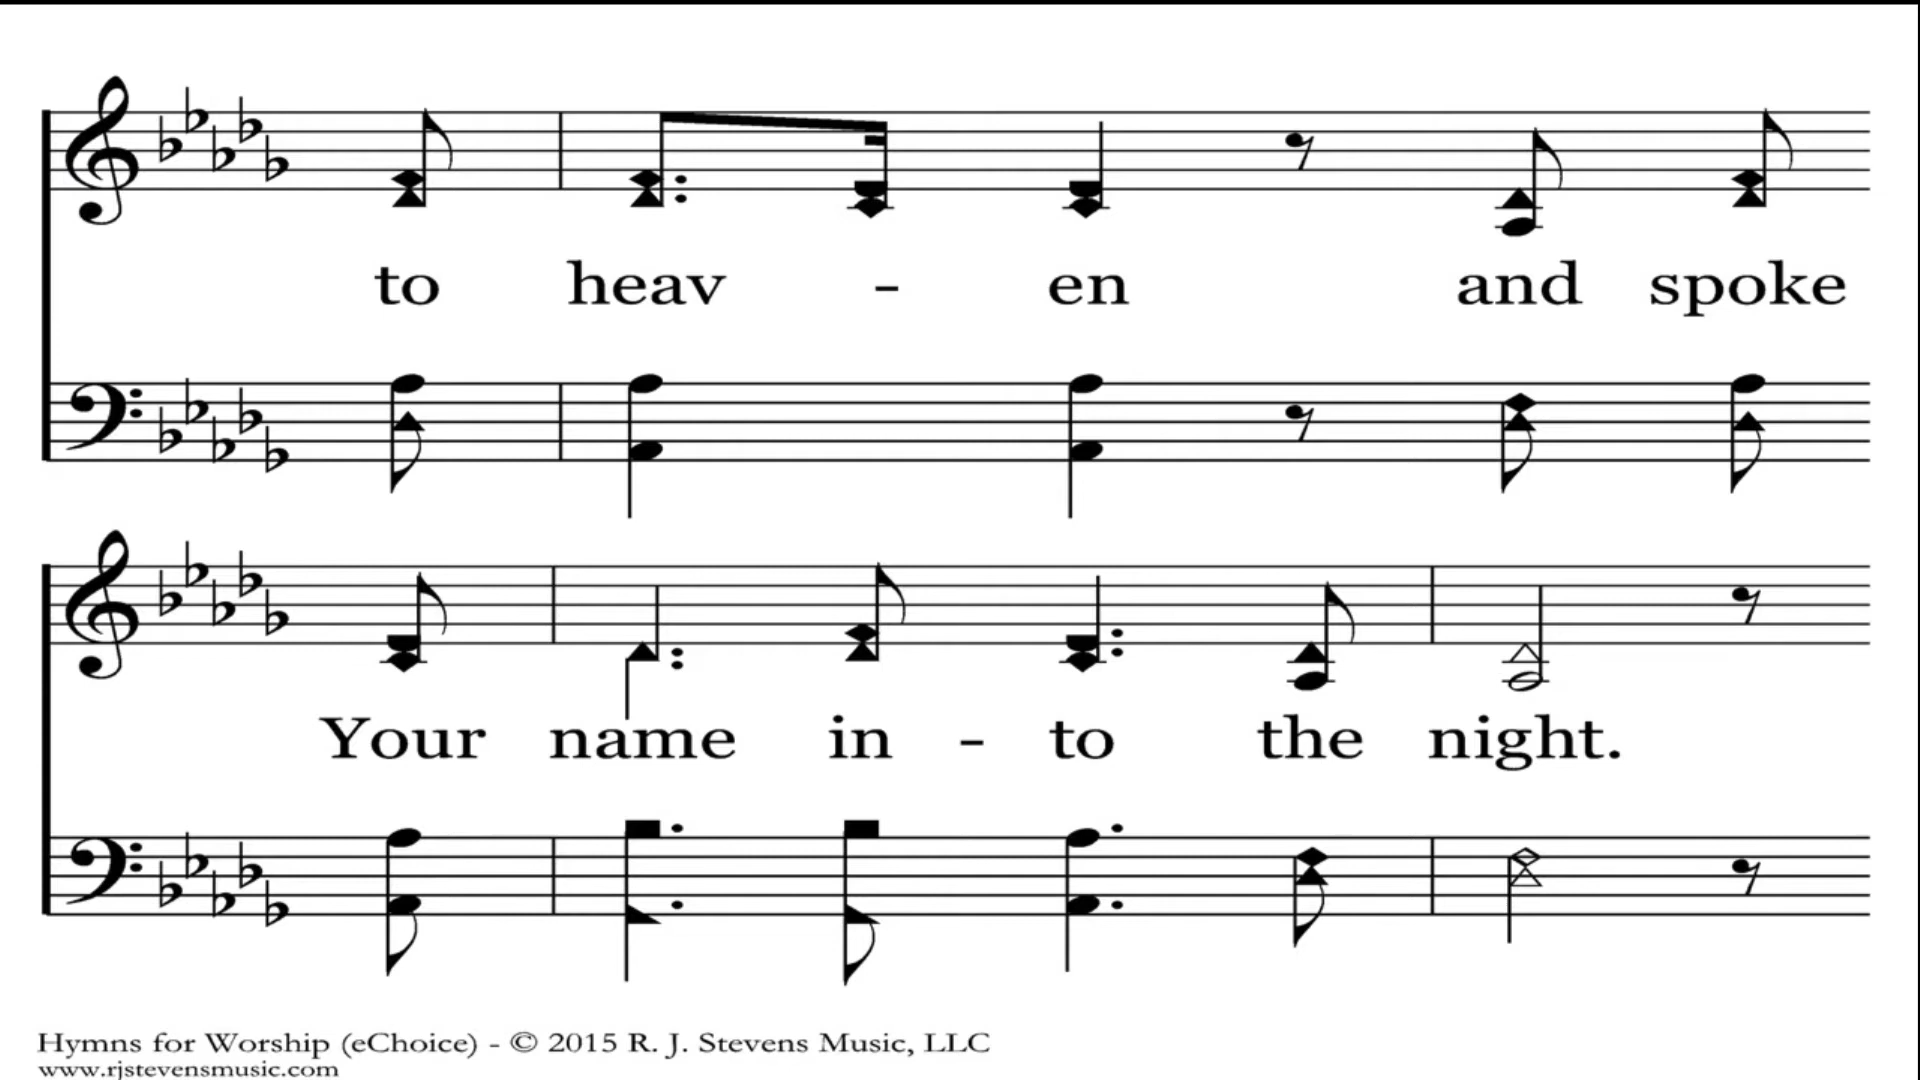 to heav - en and spoke
Your name in - to the night.
Hymns for Worship (eChoice) - © 2015 R. J. Stevens Music, LLC
www.rjstevensmusic.com